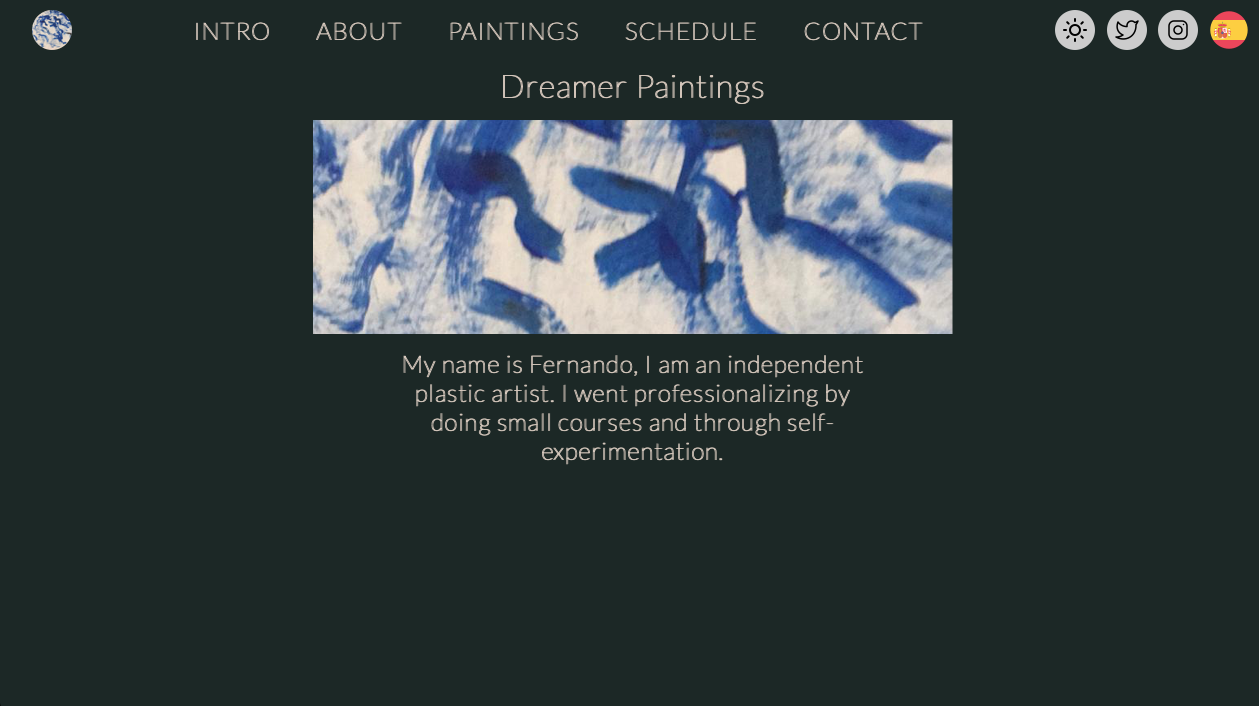 INTRO ABOUT PAINTINGS SCHEDULE CONTACT
Dreamer Paintings
My name is Fernando, I am an independent
plastic artist. I went professionalizing by
doing small courses and through self-
experimentation.